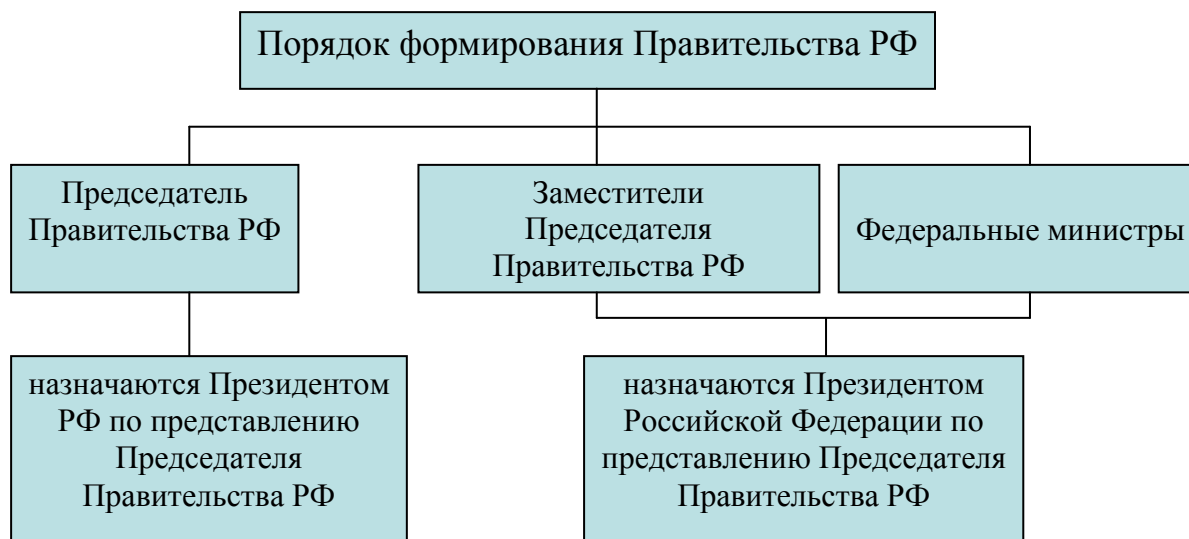 Порядок формирования Правительства РФ
Председатель
Правительства РФ
Заместители
Председателя
Правительства РФ
Федеральные министры
назначаются Президентом
РФ по представлению
Председателя
Правительства РФ
назначаются Президентом
Российской Федерации по
представлению Председателя
Правительства РФ